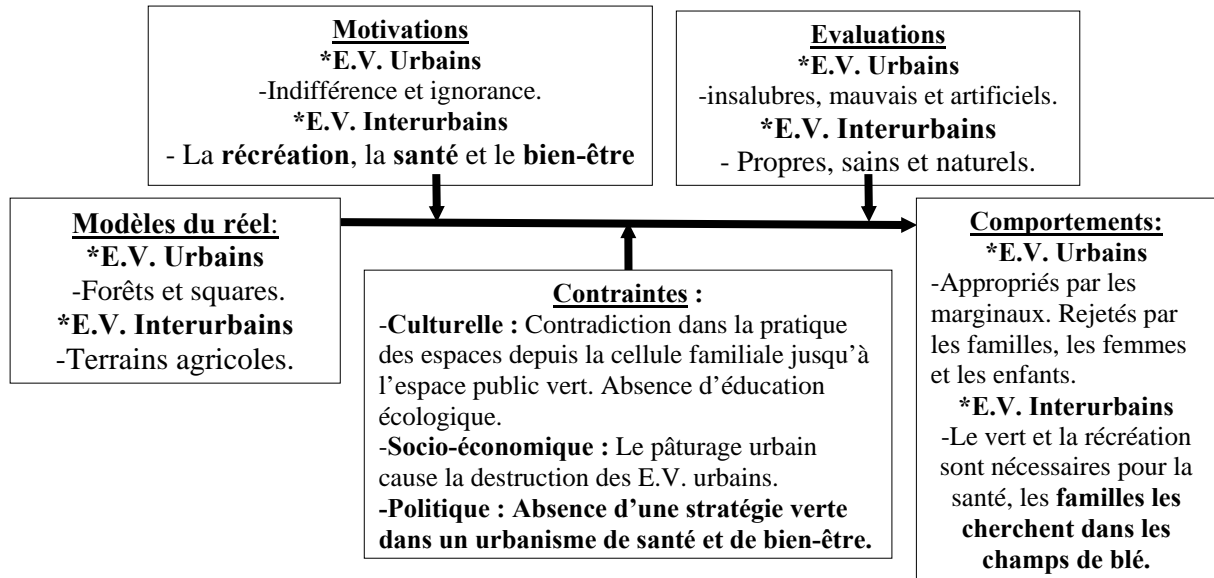 Motivations
*E.V. Urbains
-Indifférence et ignorance.
*E.V. Interurbains
- La récréation, la santé et le bien-être
Evaluations
*E.V. Urbains
-insalubres, mauvais et artificiels.
*E.V. Interurbains
- Propres, sains et naturels.
Modèles du réel:
*E.V. Urbains
-Forêts et squares.
*E.V. Interurbains
-Terrains agricoles.
Contraintes :
-Culturelle : Contradiction dans la pratique
des espaces depuis la cellule familiale jusqu’à
l’espace public vert. Absence d’éducation
écologique.
-Socio-économique : Le pâturage urbain
cause la destruction des E.V. urbains.
-Politique : Absence d’une stratégie verte
dans un urbanisme de santé et de bien-être.
Comportements:
*E.V. Urbains
-Appropriés par les
marginaux. Rejetés par
les familles, les femmes
et les enfants.
*E.V. Interurbains
-Le vert et la récréation
sont nécessaires pour la
santé, les familles les
cherchent dans les
champs de blé.